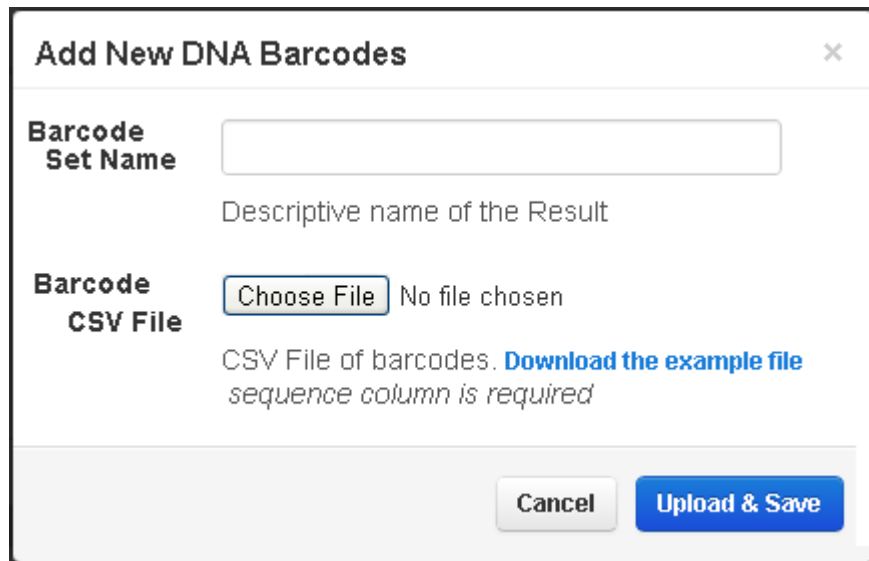 Add New DNA Barcodes ×
Barcode
Set Name
Descriptive name of the Result
Barcode
CSV File
Choose File No file chosen
CSV File of barcodes. Download the example file
sequence column is required
Cancel Upload & Save